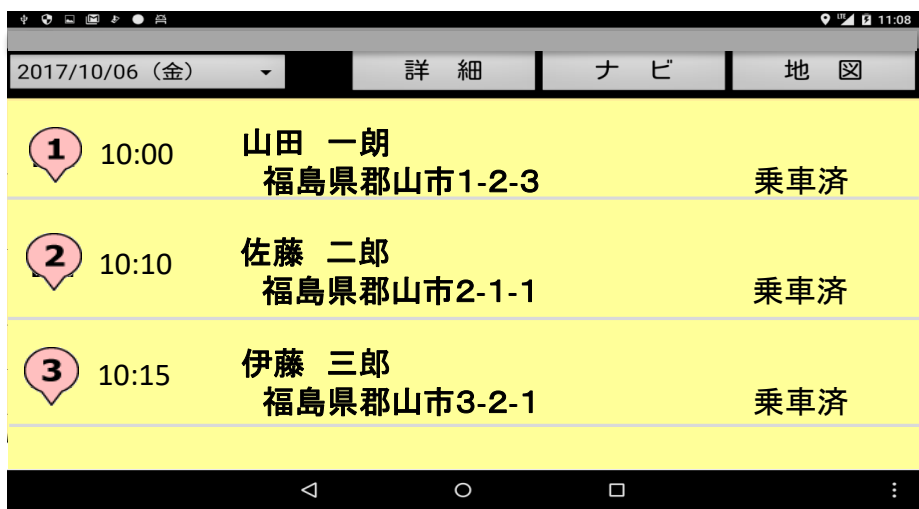 LTE 11:08
2017/10/06（金） 詳　細 ナ　ビ 地　図
1 10:00 山田　一朗
福島県郡山市1-2-3 乗車済
2 10:10 佐藤　二郎
福島県郡山市2-1-1 乗車済
3 10:15 伊藤　三郎
福島県郡山市3-2-1 乗車済